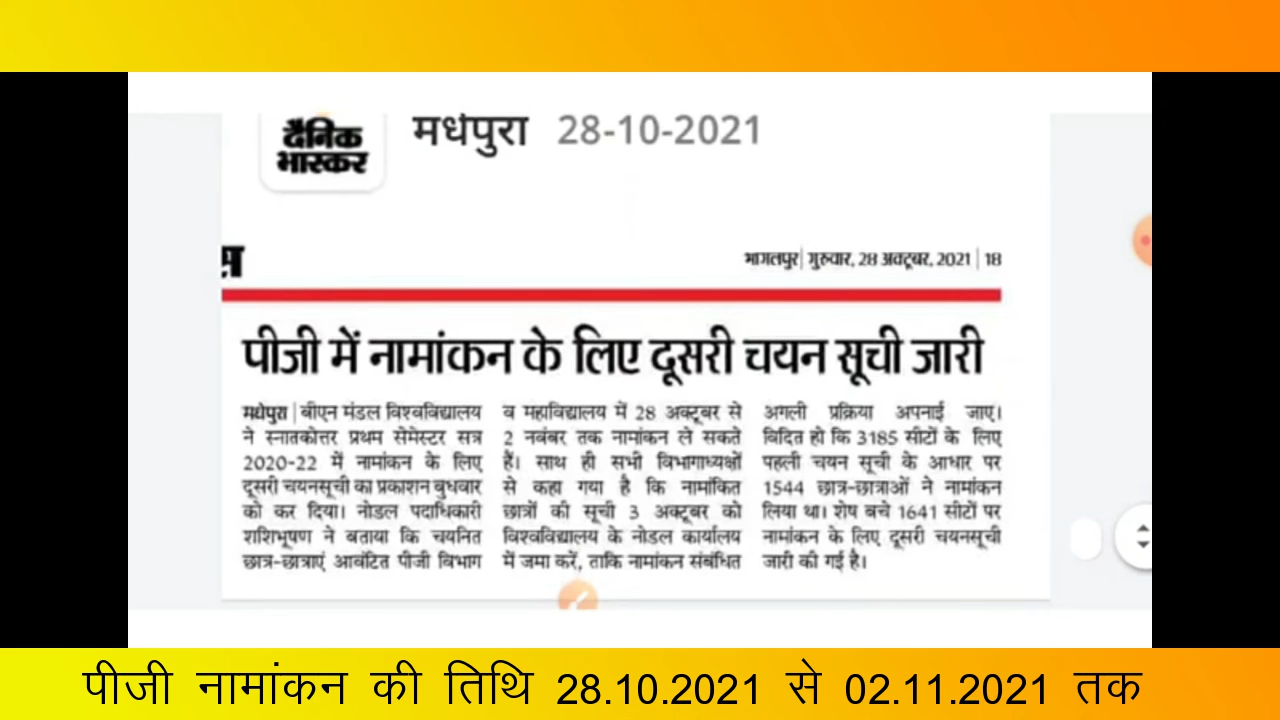 दैनिक
भास्कर
मधेपुरा 28-10-2021
भागलपुर| गुरुवार, 28 अक्टूबर, 2021 | 18
पीजी में नामांकन के लिए दूसरी चयन सूची जारी
मधेपुरा | बीएन मंडल विश्वविद्यालय
ने स्नातकोत्तर प्रथम सेमेस्टर सत्र
2020-22 में नामांकन के लिए
दूसरी चयनसूची का प्रकाशन बुधवार
को कर दिया। नोडल पदाधिकारी
शशिभूषण ने बताया कि चयनित
छात्र-छात्राएं आवंटित पीजी विभाग
व महाविद्यालय में 28 अक्टूबर से
2 नवंबर तक नामांकन ले सकते
हैं। साथ ही सभी विभागाध्यक्षों
से कहा गया है कि नामांकित
छात्रों की सूची 3 अक्टूबर को
विश्वविद्यालय के नोडल कार्यालय
में जमा करें, ताकि नामांकन संबंधित
अगली प्रक्रिया अपनाई जाए।
विदित हो कि 3185 सीटों के लिए
पहली चयन सूची के आधार पर
1544 छात्र-छात्राओं ने नामांकन
लिया था। शेष बचे 1641 सीटों पर
नामांकन के लिए दूसरी चयनसूची
जारी की गई है।
पीजी नामांकन की तिथि 28.10.2021 से 02.11.2021 तक